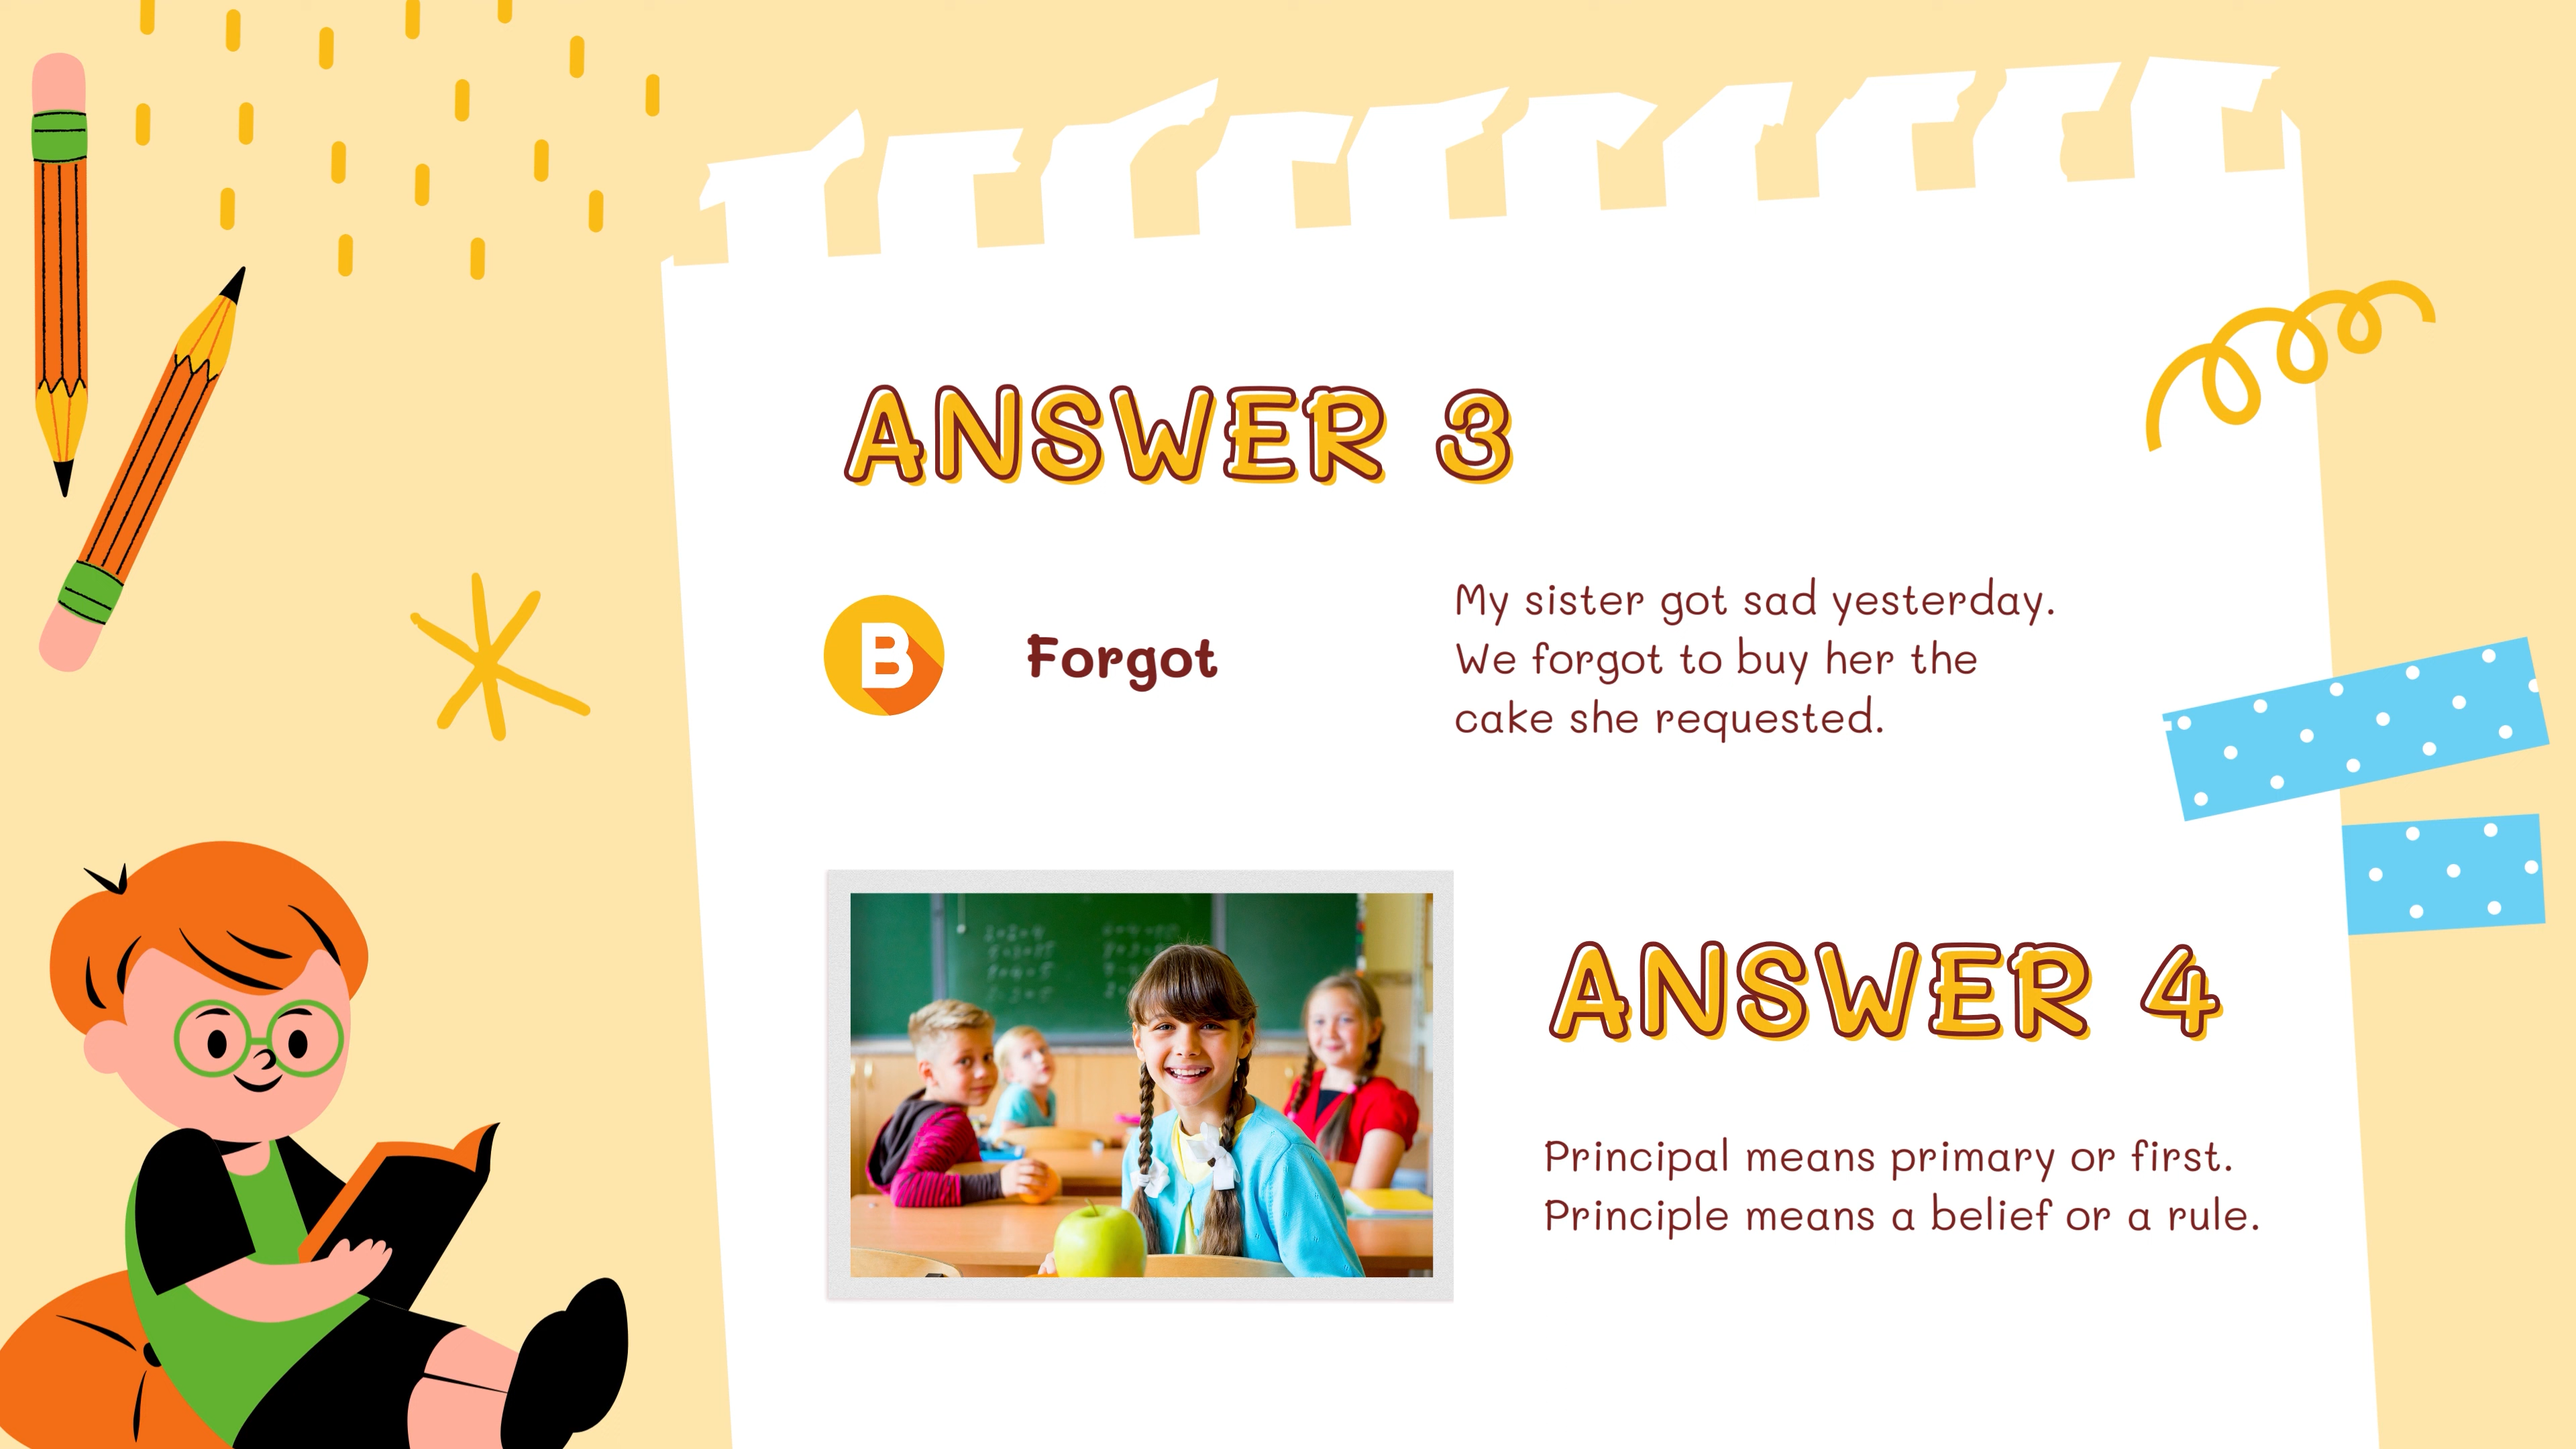 ANSWER 3
B
Forgot
My sister got sad yesterday.
We forgot to buy her the
cake she requested.
ANSWER 4
Principal means primary or first.
Principle means a belief or a rule.